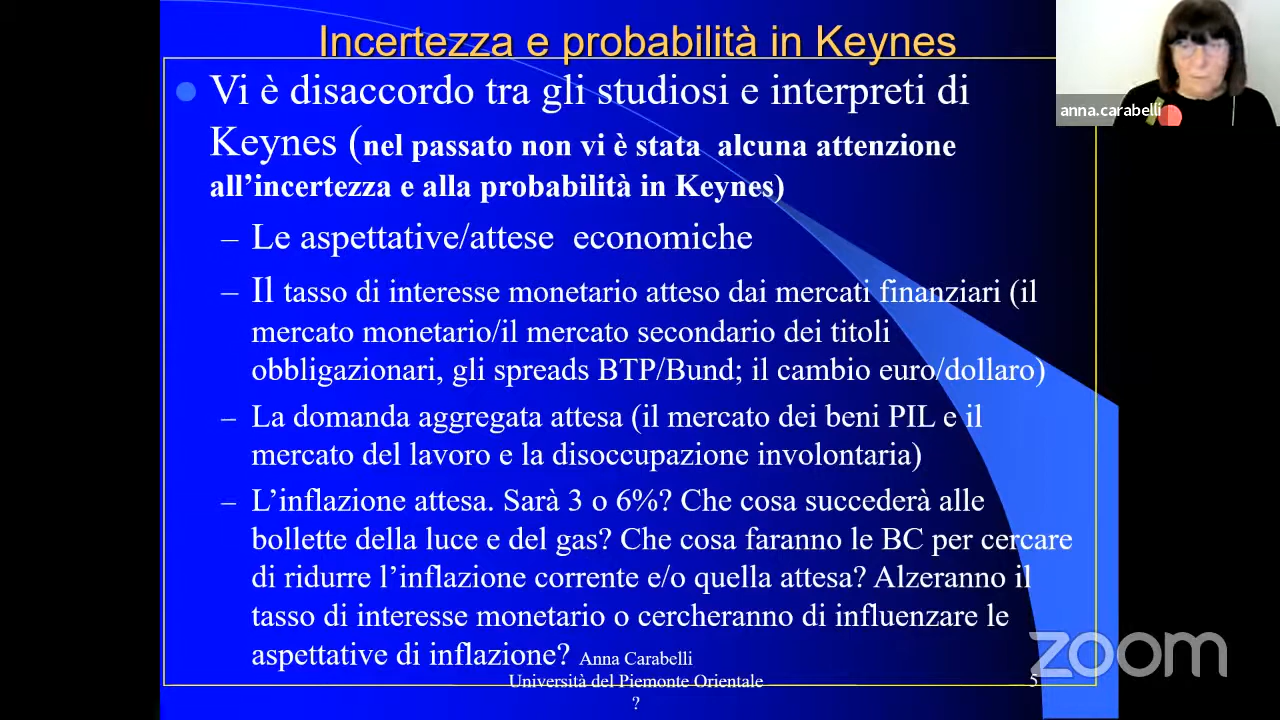 Incertezza e probabilità in Keynes
anna.carabelli
Vi è disaccordo tra gli studiosi e interpreti di
Keynes (nel passato non vi è stata alcuna attenzione
all'incertezza e alla probabilità in Keynes)
– Le aspettative/attese economiche
– Il tasso di interesse monetario atteso dai mercati finanziari (il
mercato monetario/il mercato secondario dei titoli
obbligazionari, gli spreads BTP/Bund; il cambio euro/dollaro)
– La domanda aggregata attesa (il mercato dei beni PIL e il
mercato del lavoro e la disoccupazione involontaria)
– L'inflazione attesa. Sarà 3 o 6%? Che cosa succederà alle
bollette della luce e del gas? Che cosa faranno le BC per cercare
di ridurre l'inflazione corrente e/o quella attesa? Alzeranno il
tasso di interesse monetario o cercheranno di influenzare le
aspettative di inflazione?
Anna Carabelli
Università del Piemonte Orientale
?
5
zoom